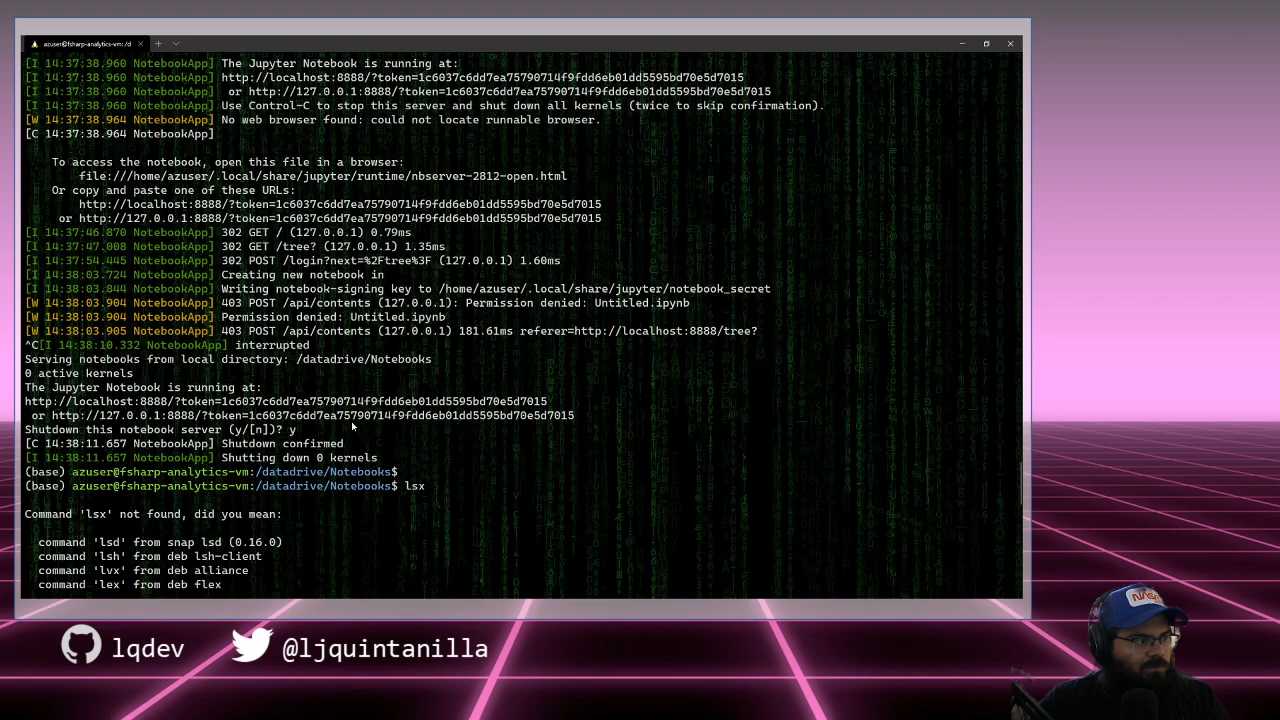 azuser@fsharp-analytics-vm: /d
[I 14:37:38.960 NotebookApp] The Jupyter Notebook is running at:
[I 14:37:38.960 NotebookApp] http://localhost:8888/?token=1c6037c6dd7ea75790714f9fdd6eb01dd5595bd70e5d7015
[I 14:37:38.960 NotebookApp]  or http://127.0.0.1:8888/?token=1c6037c6dd7ea75790714f9fdd6eb01dd5595bd70e5d7015
[I 14:37:38.960 NotebookApp] Use Control-C to stop this server and shut down all kernels (twice to skip confirmation).
[W 14:37:38.964 NotebookApp] No web browser found: could not locate runnable browser.
[C 14:37:38.964 NotebookApp]
To access the notebook, open this file in a browser:
file:///home/azuser/.local/share/jupyter/runtime/nbserver-2812-open.html
Or copy and paste one of these URLs:
http://localhost:8888/?token=1c6037c6dd7ea75790714f9fdd6eb01dd5595bd70e5d7015
or http://127.0.0.1:8888/?token=1c6037c6dd7ea75790714f9fdd6eb01dd5595bd70e5d7015
[I 14:37:46.870 NotebookApp] 302 GET / (127.0.0.1) 0.79ms
[I 14:37:47.008 NotebookApp] 302 GET /tree? (127.0.0.1) 1.35ms
[I 14:37:54.445 NotebookApp] 302 POST /login?next=%2Ftree%3F (127.0.0.1) 1.60ms
[I 14:38:03.724 NotebookApp] Creating new notebook in
[I 14:38:03.844 NotebookApp] Writing notebook-signing key to /home/azuser/.local/share/jupyter/notebook_secret
[W 14:38:03.904 NotebookApp] 403 POST /api/contents (127.0.0.1): Permission denied: Untitled.ipynb
[W 14:38:03.904 NotebookApp] Permission denied: Untitled.ipynb
[W 14:38:03.905 NotebookApp] 403 POST /api/contents (127.0.0.1) 181.61ms referer=http://localhost:8888/tree?
^C[I 14:38:10.332 NotebookApp] interrupted
Serving notebooks from local directory: /datadrive/Notebooks
0 active kernels
The Jupyter Notebook is running at:
http://localhost:8888/?token=1c6037c6dd7ea75790714f9fdd6eb01dd5595bd70e5d7015
or http://127.0.0.1:8888/?token=1c6037c6dd7ea75790714f9fdd6eb01dd5595bd70e5d7015
Shutdown this notebook server (y/[n])? y
[C 14:38:11.657 NotebookApp] Shutdown confirmed
[I 14:38:11.657 NotebookApp] Shutting down 0 kernels
(base) azuser@fsharp-analytics-vm:/datadrive/Notebooks$
(base) azuser@fsharp-analytics-vm:/datadrive/Notebooks$ lsx
Command 'lsx' not found, did you mean:
command 'lsd' from snap lsd (0.16.0)
command 'lsh' from deb lsh-client
command 'lvx' from deb alliance
command 'lex' from deb flex
lqdev
@ljquintanilla
NASA